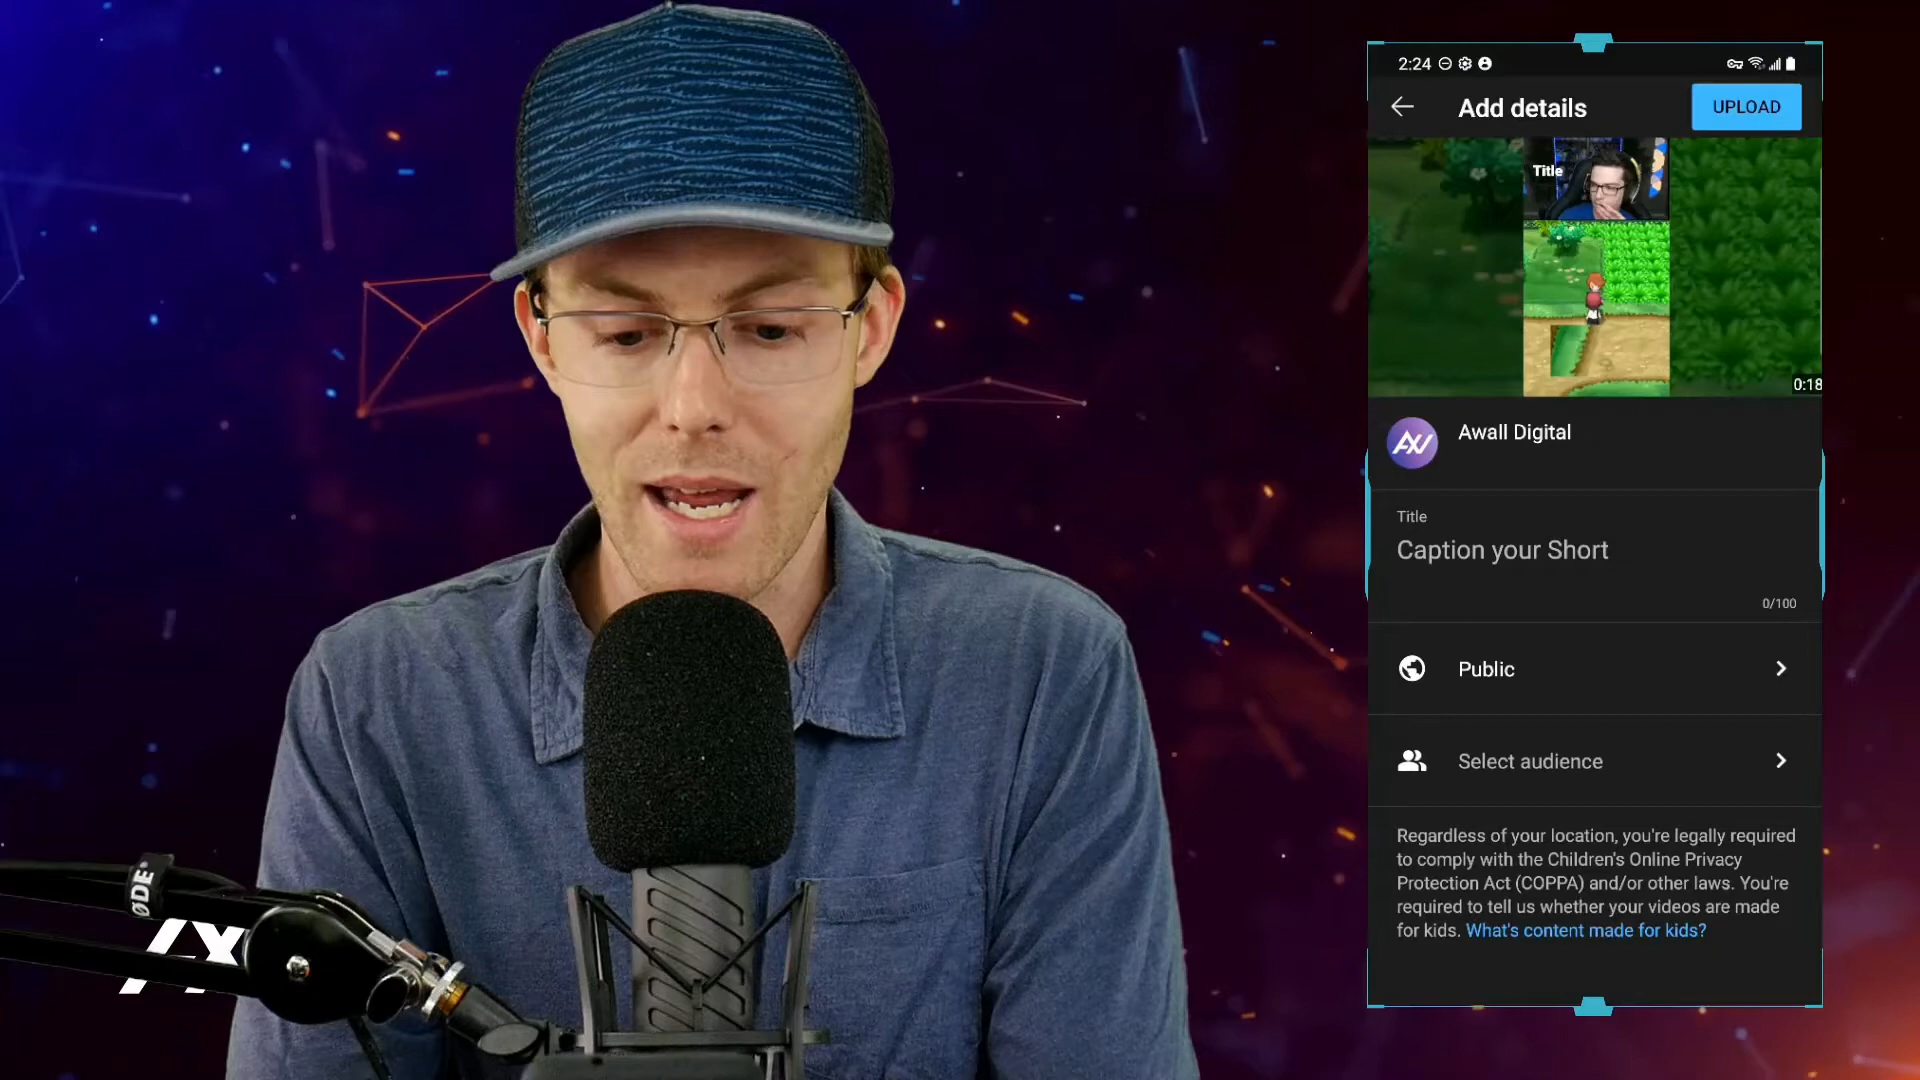 2:24
Add details
UPLOAD
Title
0:18
AW
Awall Digital
Title
Caption your Short
0/100
Public
Select audience
Regardless of your location, you're legally required
to comply with the Children's Online Privacy
Protection Act (COPPA) and/or other laws. You're
required to tell us whether your videos are made
for kids. What's content made for kids?
RØDE